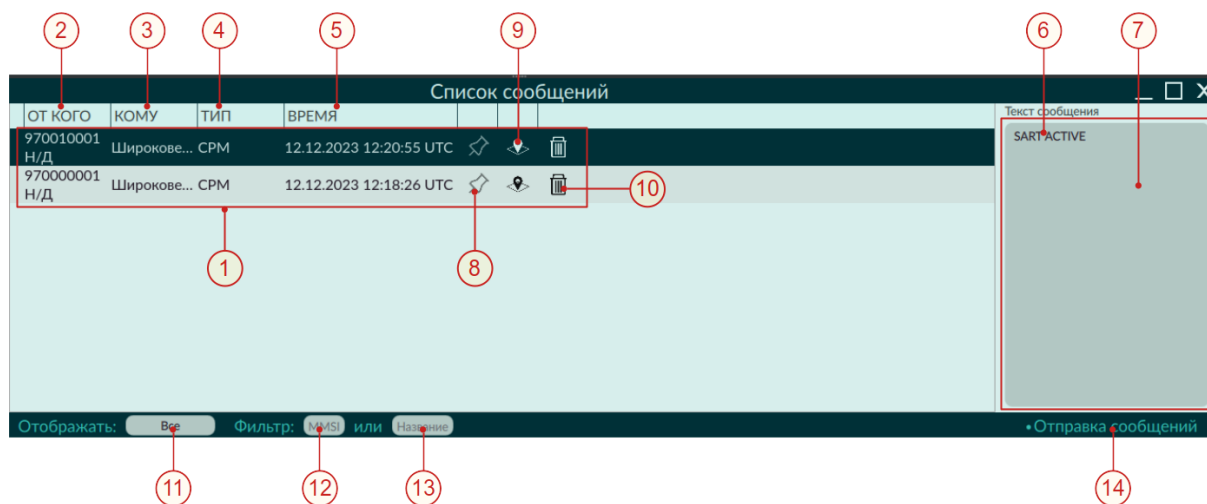 2 3 4 5 9 6 7
Список сообщений
ОТ КОГО КОМУ ТИП ВРЕМЯ Текст сообщения
970010001
Н/Д
Широкове... СРМ 12.12.2023 12:20:55 UTC SART ACTIVE
970000001
Н/Д
Широкове... СРМ 12.12.2023 12:18:26 UTC 10
1 8
Отображать: Все Фильтр: MMSI или Название •Отправка сообщений
11 12 13 14